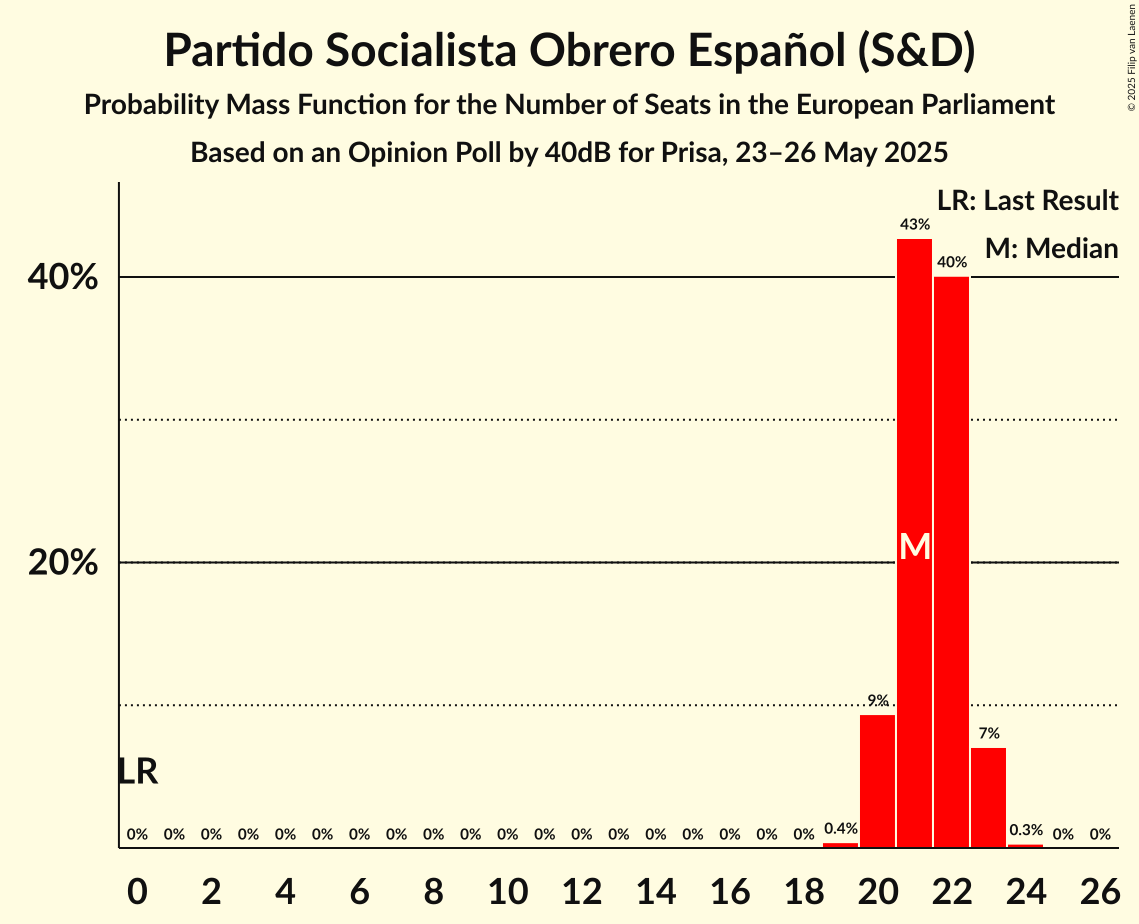 Partido Socialista Obrero Español (S&D)
Probability Mass Function for the Number of Seats in the European Parliament
Based on an Opinion Poll by 40dB for Prisa, 23–26 May 2025
© 2025 Filip van Laenen
LR: Last Result
M: Median
43%
40%
40%
20%
M
9%
7%
LR
0% 0% 0% 0% 0% 0% 0% 0% 0% 0% 0% 0% 0% 0% 0% 0% 0% 0% 0% 0.4% 0.3% 0% 0%
0 2 4 6 8 10 12 14 16 18 20 22 24 26